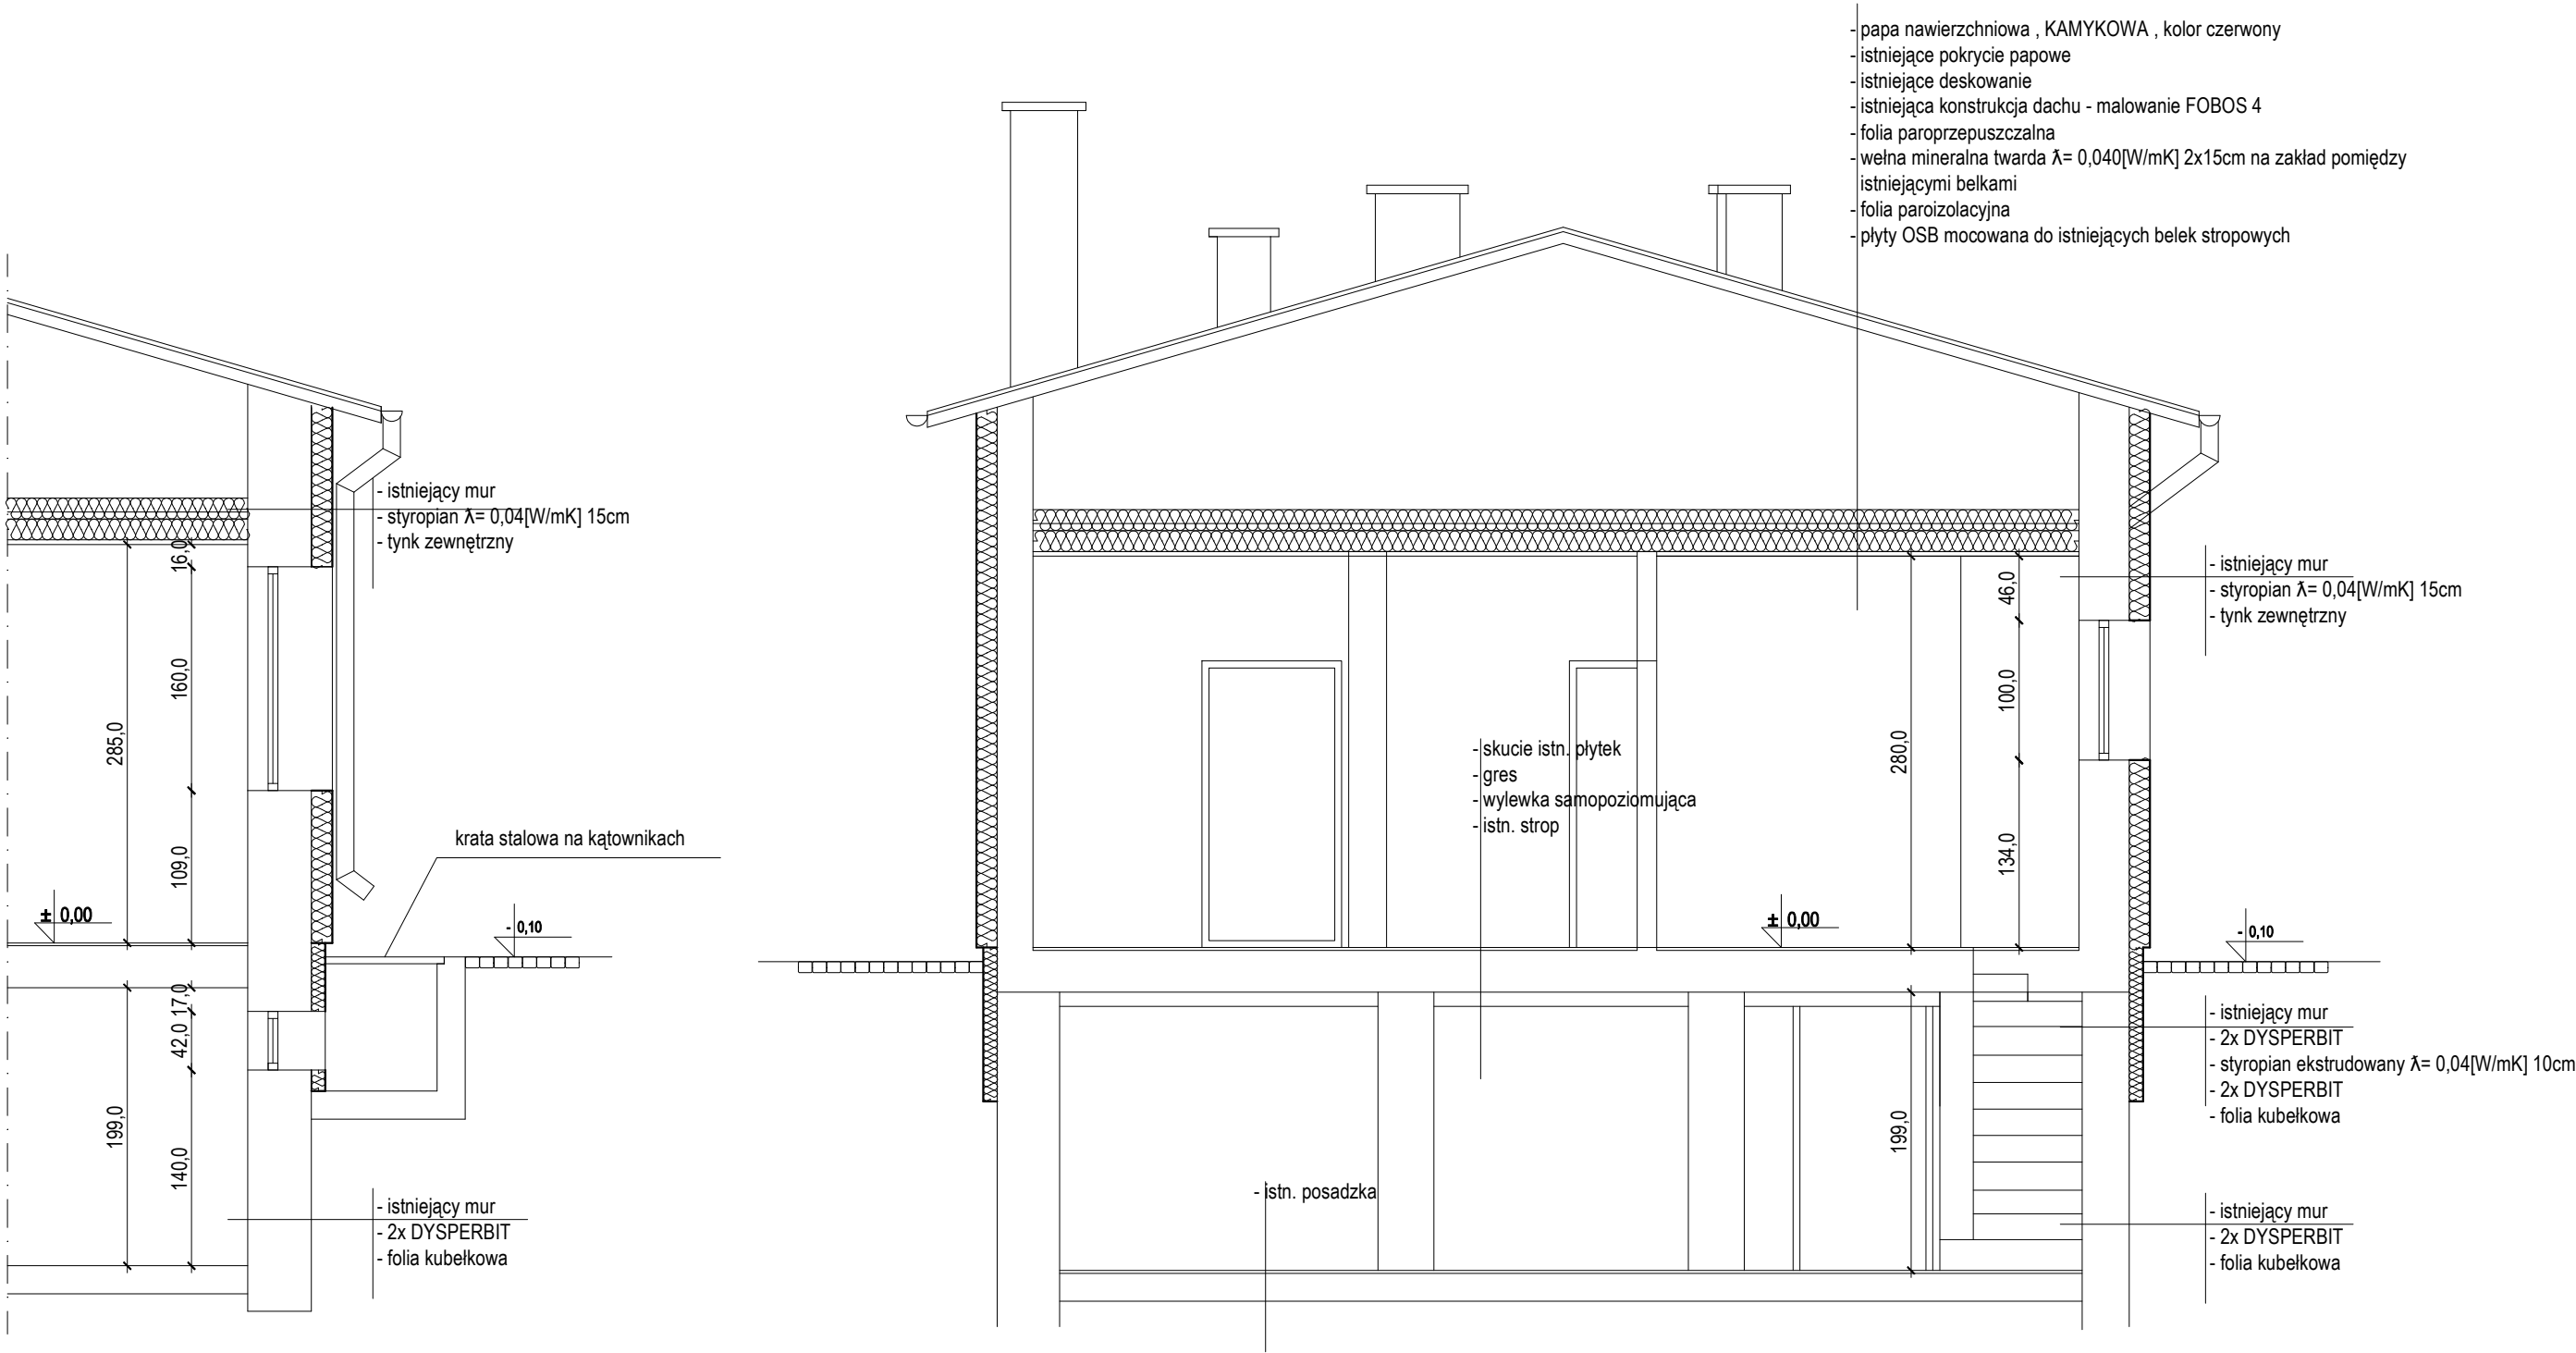 - papa nawierzchniowa , KAMYKOWA , kolor czerwony
- istniejące pokrycie papowe
- istniejące deskowanie
- istniejąca konstrukcja dachu - malowanie FOBOS 4
- folia paroprzepuszczalna
- wełna mineralna twarda ƛ= 0,040[W/mK] 2x15cm na zakład pomiędzy
istniejącymi belkami
- folia paroizolacyjna
- płyty OSB mocowana do istniejących belek stropowych
- istniejący mur
- styropian ƛ= 0,04[W/mK] 15cm
- tynk zewnętrzny
16,0
160,0
285,0
109,0
± 0,00
krata stalowa na kątownikach
- 0,10
17,0
42,0
199,0
140,0
- istniejący mur
- 2x DYSPERBIT
- folia kubełkowa
- skucie istn. płytek
- gres
- wylewka samopoziomująca
- istn. strop
280,0
46,0
100,0
134,0
± 0,00
- istniejący mur
- styropian ƛ= 0,04[W/mK] 15cm
- tynk zewnętrzny
- 0,10
199,0
- istn. posadzka
- istniejący mur
- 2x DYSPERBIT
- styropian ekstrudowany ƛ= 0,04[W/mK] 10cm
- 2x DYSPERBIT
- folia kubełkowa
- istniejący mur
- 2x DYSPERBIT
- folia kubełkowa